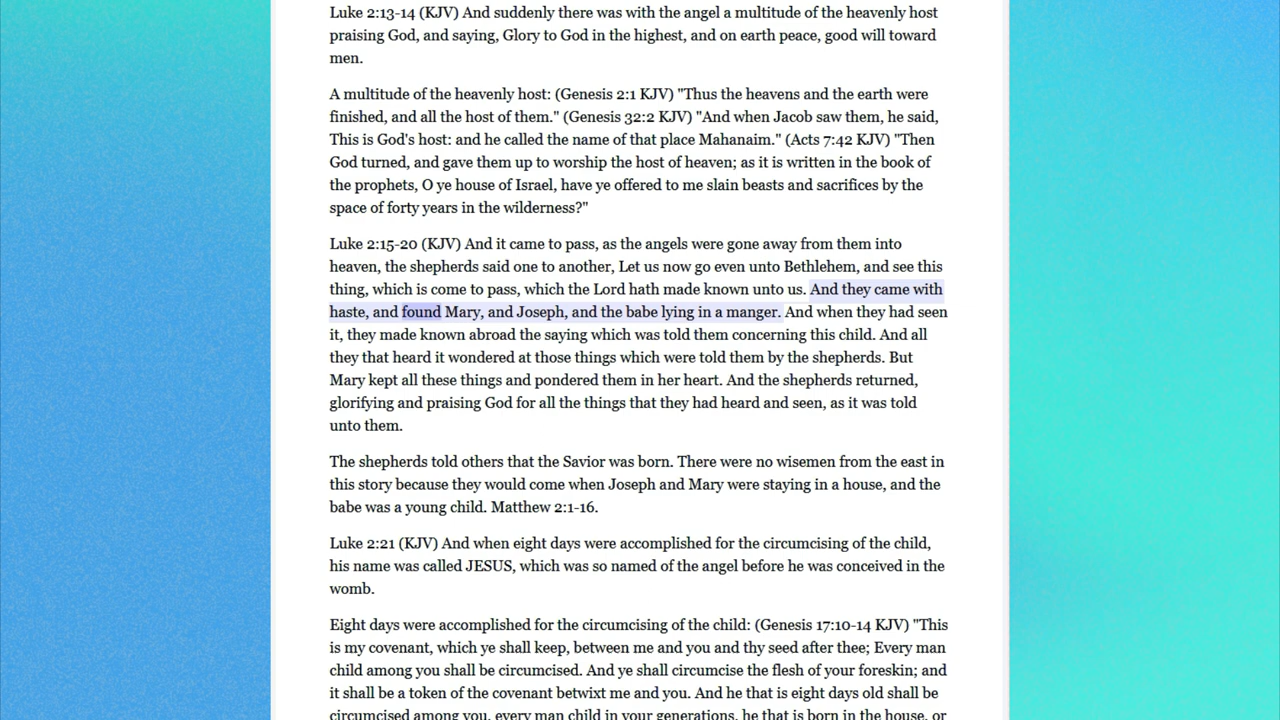 Luke 2:13-14 (KJV) And suddenly there was with the angel a multitude of the heavenly host
praising God, and saying, Glory to God in the highest, and on earth peace, good will toward
men.
A multitude of the heavenly host: (Genesis 2:1 KJV) "Thus the heavens and the earth were
finished, and all the host of them." (Genesis 32:2 KJV) "And when Jacob saw them, he said,
This is God's host: and he called the name of that place Mahanaim." (Acts 7:42 KJV) "Then
God turned, and gave them up to worship the host of heaven; as it is written in the book of
the prophets, O ye house of Israel, have ye offered to me slain beasts and sacrifices by the
space of forty years in the wilderness?"
Luke 2:15-20 (KJV) And it came to pass, as the angels were gone away from them into
heaven, the shepherds said one to another, Let us now go even unto Bethlehem, and see this
thing, which is come to pass, which the Lord hath made known unto us. And they came with
haste, and found Mary, and Joseph, and the babe lying in a manger. And when they had seen
it, they made known abroad the saying which was told them concerning this child. And all
they that heard it wondered at those things which were told them by the shepherds. But
Mary kept all these things and pondered them in her heart. And the shepherds returned,
glorifying and praising God for all the things that they had heard and seen, as it was told
unto them.
The shepherds told others that the Savior was born. There were no wisemen from the east in
this story because they would come when Joseph and Mary were staying in a house, and the
babe was a young child. Matthew 2:1-16.
Luke 2:21 (KJV) And when eight days were accomplished for the circumcising of the child,
his name was called JESUS, which was so named of the angel before he was conceived in the
womb.
Eight days were accomplished for the circumcising of the child: (Genesis 17:10-14 KJV) "This
is my covenant, which ye shall keep, between me and you and thy seed after thee; Every man
child among you shall be circumcised. And ye shall circumcise the flesh of your foreskin; and
it shall be a token of the covenant betwixt me and you. And he that is eight days old shall be
circumcised among you, every man child in your generations, he that is born in the house, or